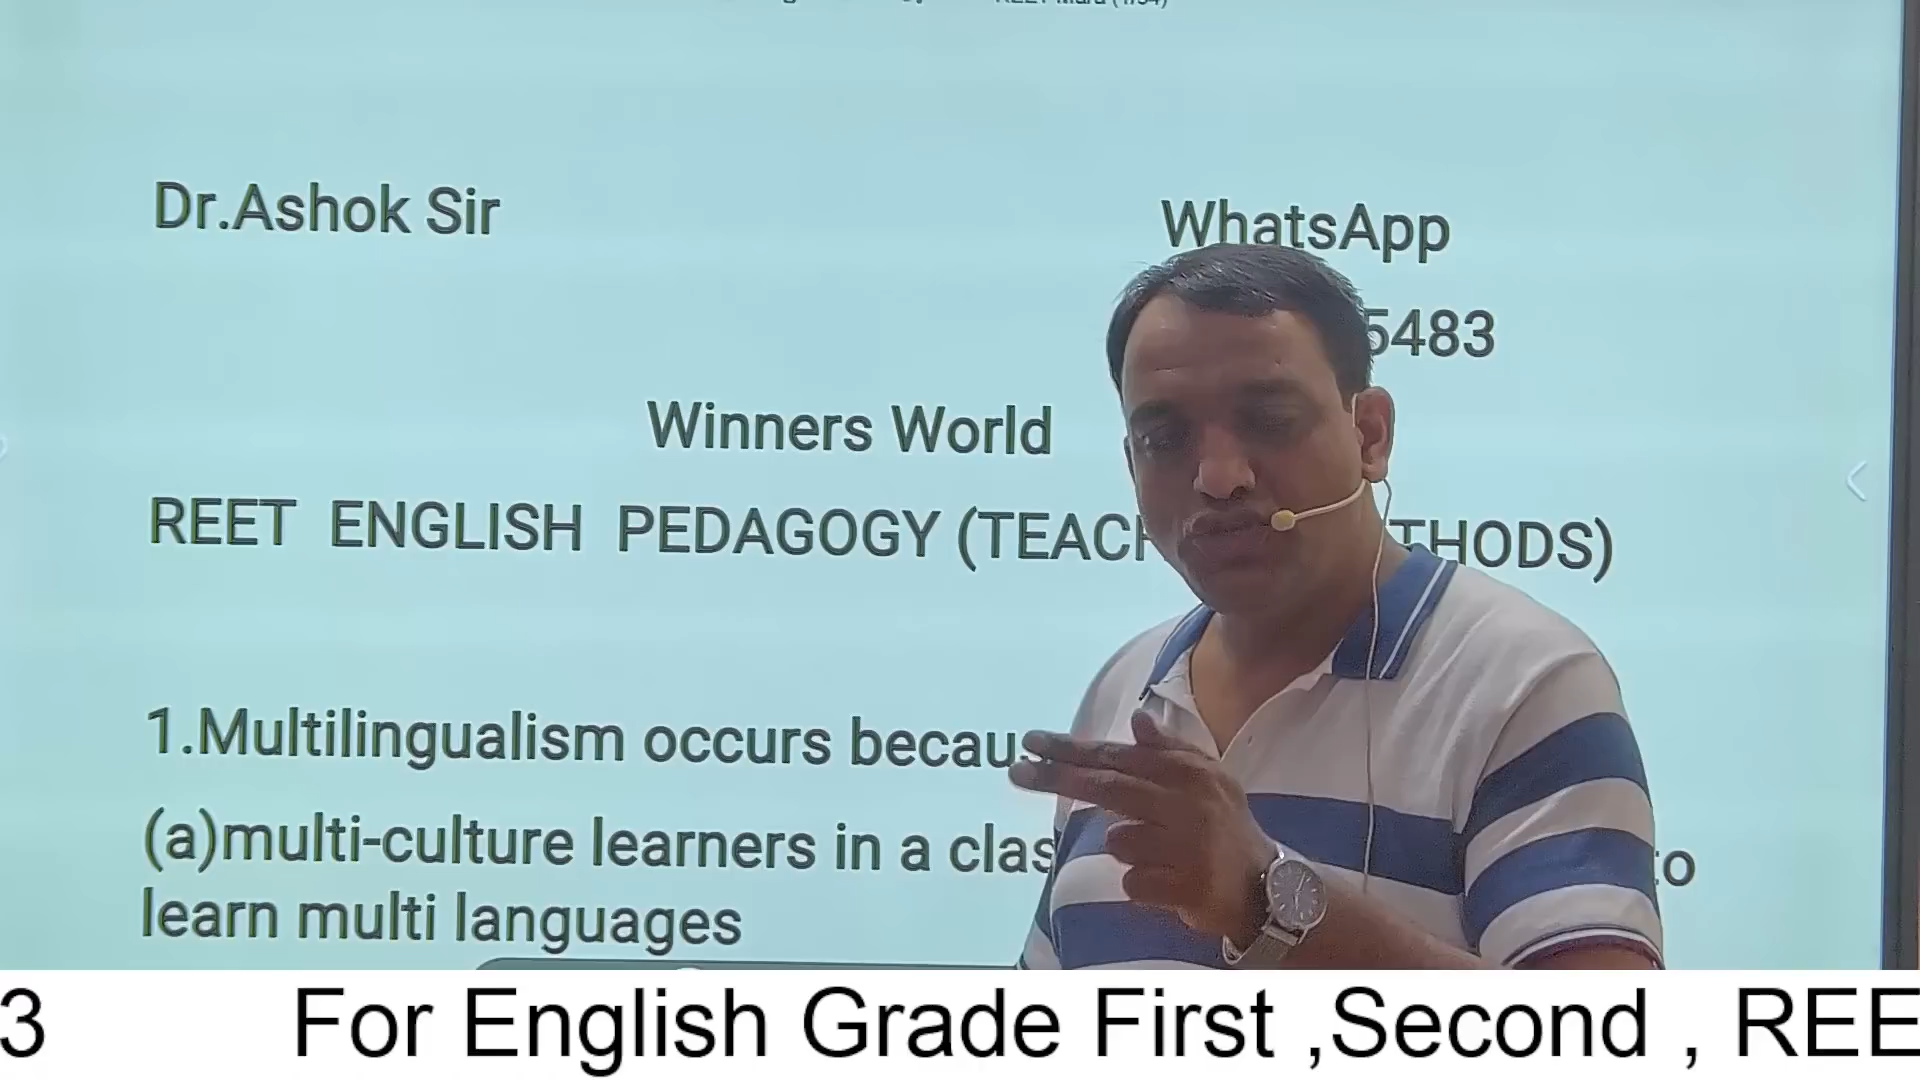 Dr.Ashok Sir
WhatsApp
5483
Winners World
REET ENGLISH PEDAGOGY (TEACH THODS)
1.Multilingualism occurs becaus
(a)multi-culture learners in a clas to
learn multi languages
3 For English Grade First ,Second , REE